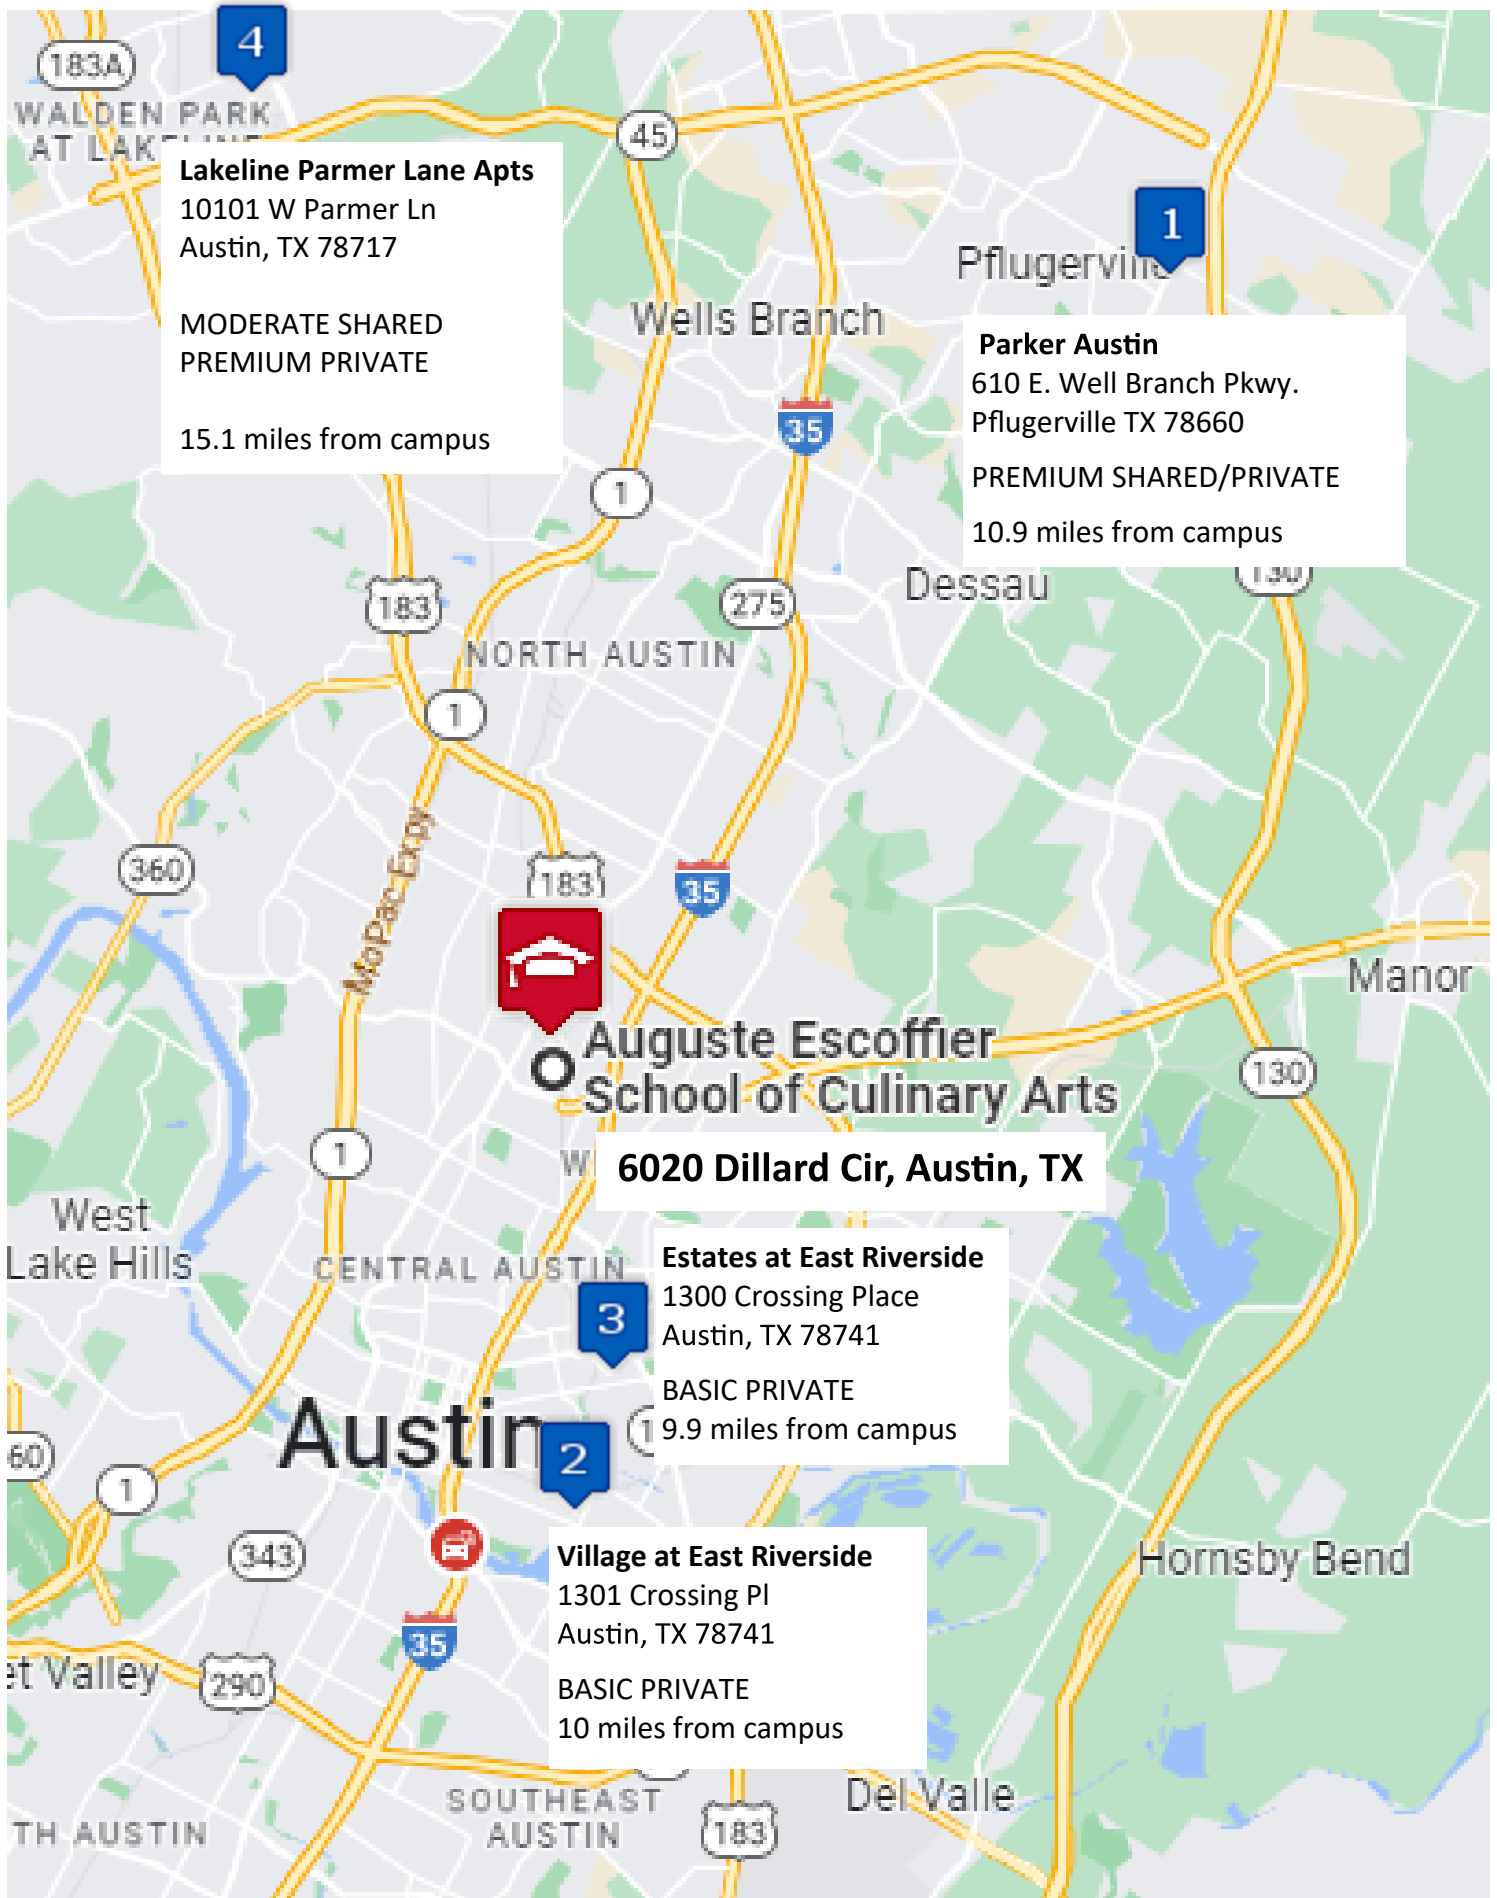 4
183A
WALDEN PARK
AT
45
Lakeline Parmer Lane Apts
10101 W Parmer Ln
Austin, TX 78717
MODERATE SHARED
PREMIUM PRIVATE
15.1 miles from campus
1
Pflugerville
Wells Branch
Parker Austin
610 E. Well Branch Pkwy.
Pflugerville TX 78660
PREMIUM SHARED/PRIVATE
10.9 miles from campus
35
1
Dessau
130
183
275
NORTH AUSTIN
1
MoPac Expy
360
183
35
Manor
Auguste Escoffier
School of Culinary Arts
130
1
6020 Dillard Cir, Austin, TX
West
Lake Hills
CENTRAL AUSTIN
Estates at East Riverside
1300 Crossing Place
Austin, TX 78741
BASIC PRIVATE
9.9 miles from campus
3
Austin
2
60
1
343
Hornsby Bend
Village at East Riverside
1301 Crossing Pl
Austin, TX 78741
BASIC PRIVATE
10 miles from campus
35
et Valley
290
SOUTHEAST
AUSTIN
Del Valle
TH AUSTIN
183